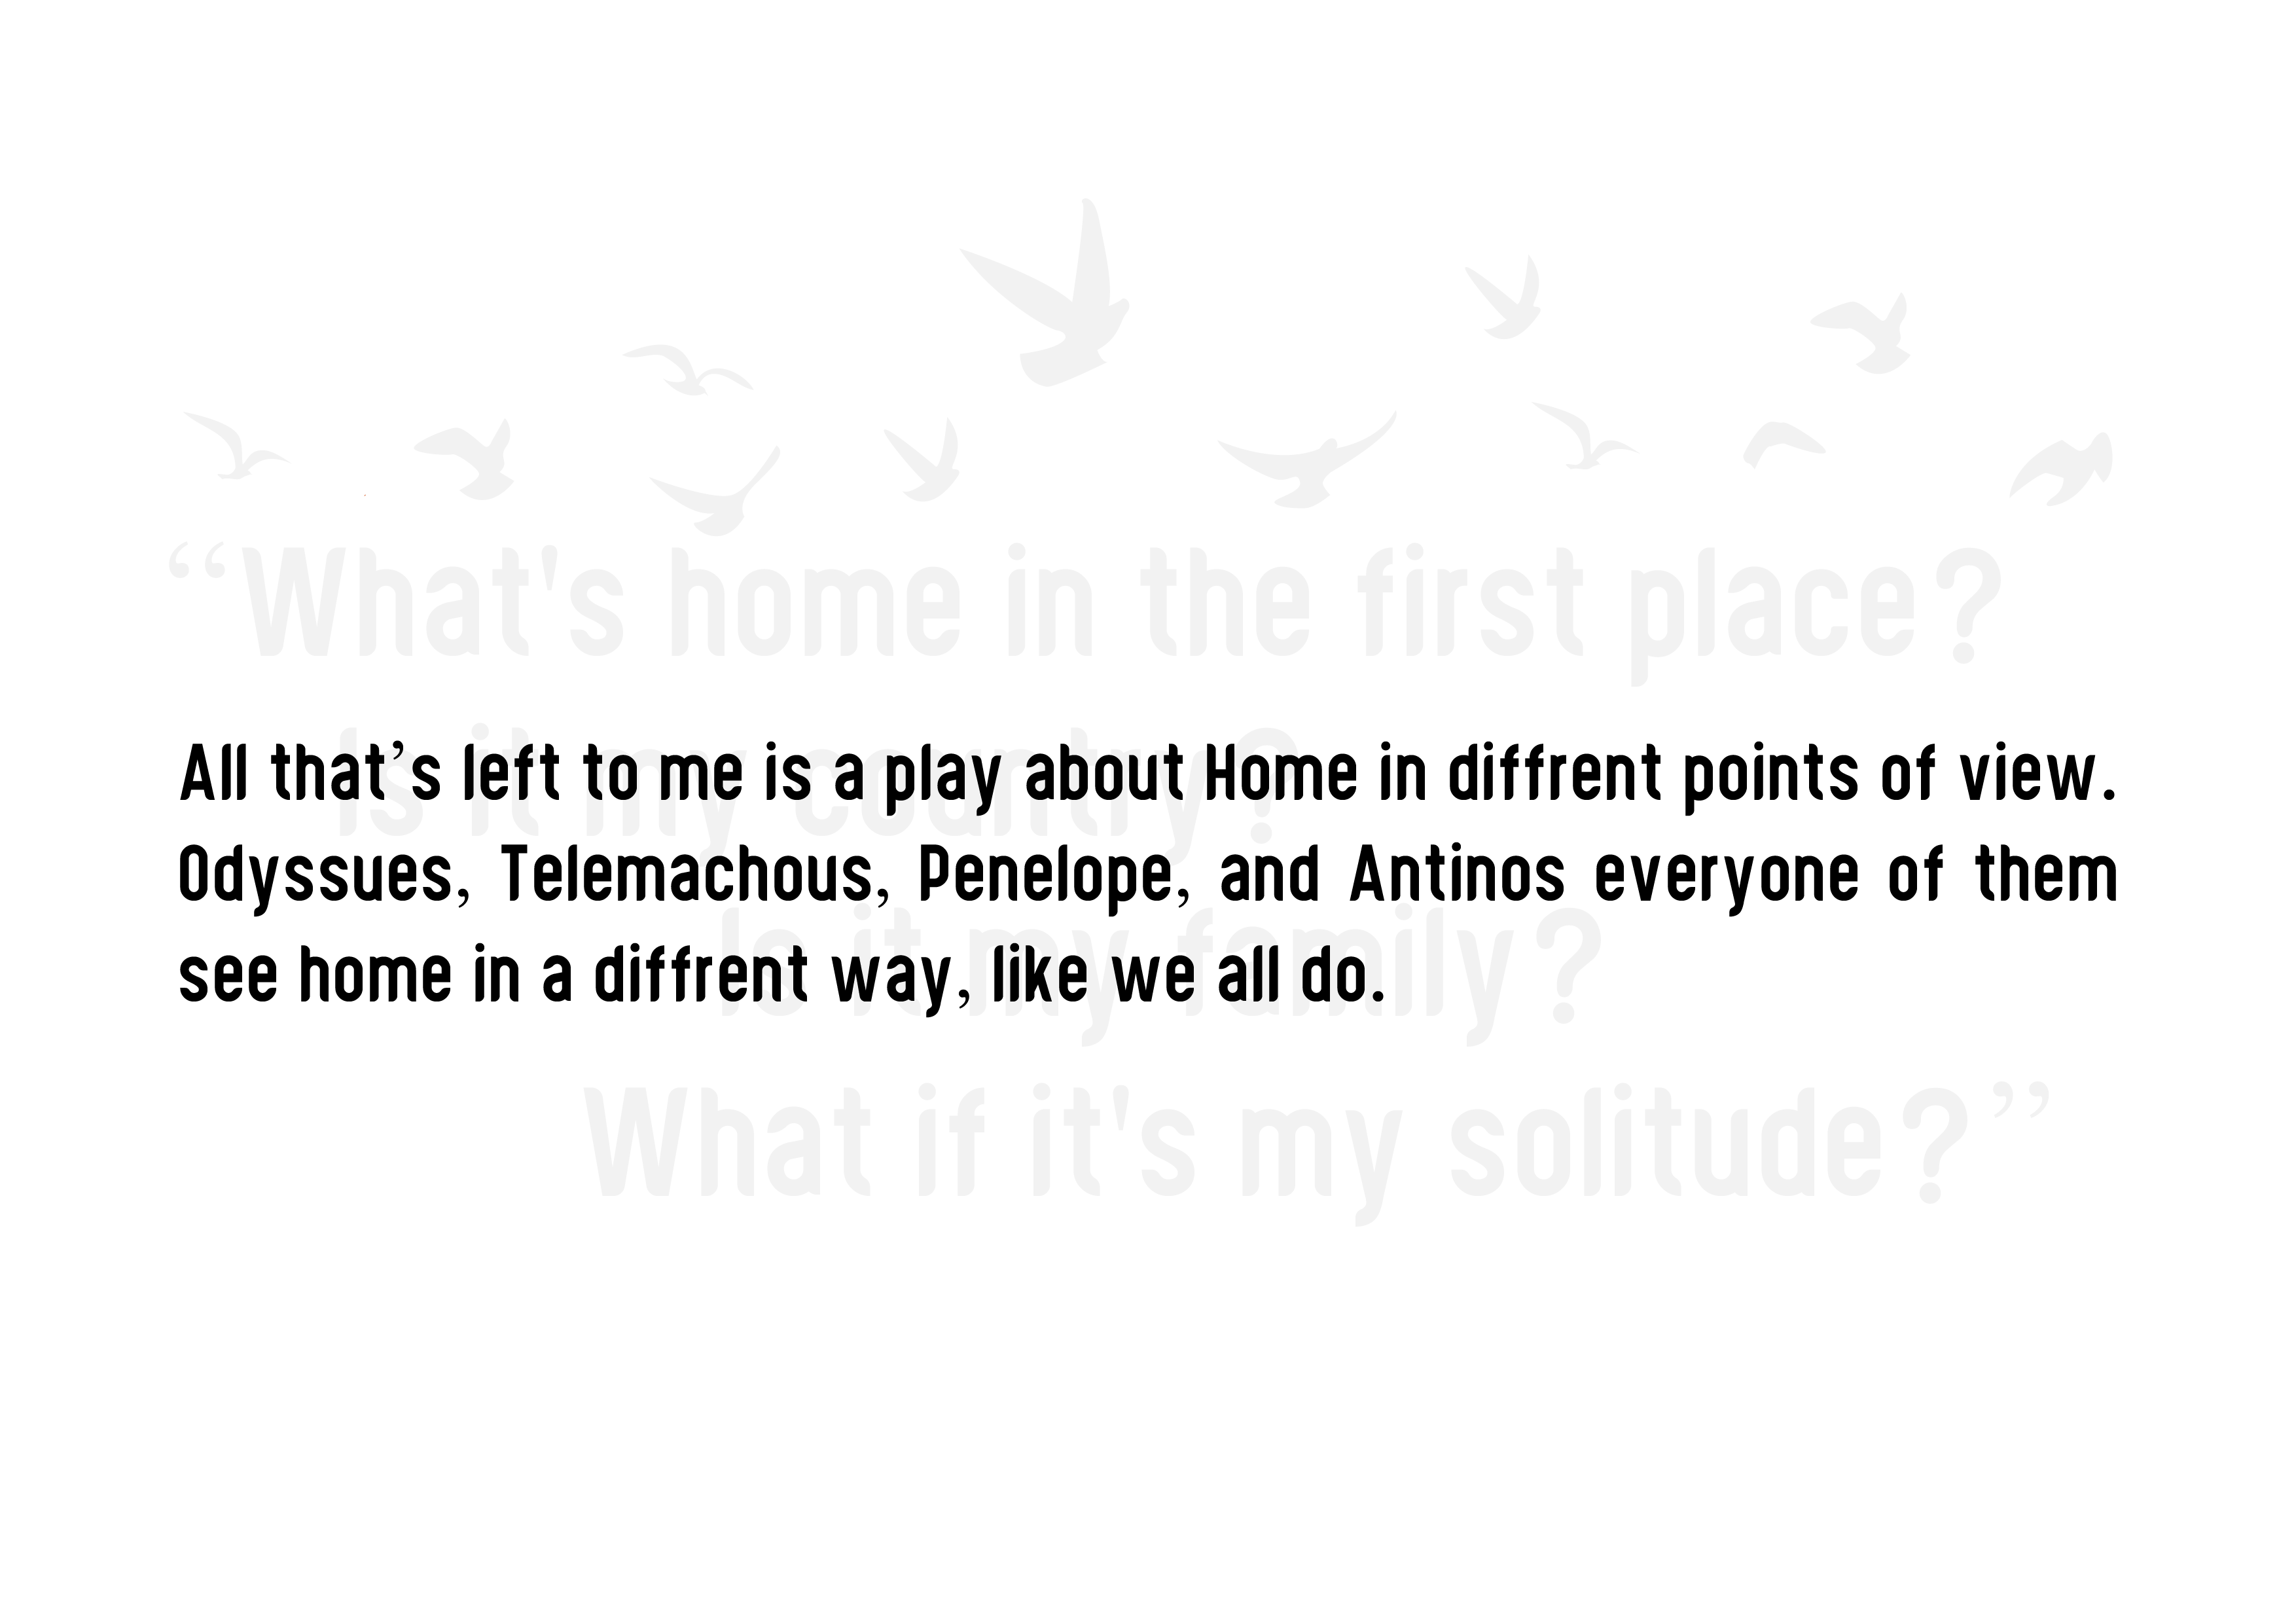 “What's home in the first place?
Is it my country?
All that’s left to me is a play about Home in diffrent points of view.
Odyssues, Telemachous, Penelope, and Antinos everyone of them
Is it my family?
see home in a diffrent way, like we all do.
What if it's my solitude?”